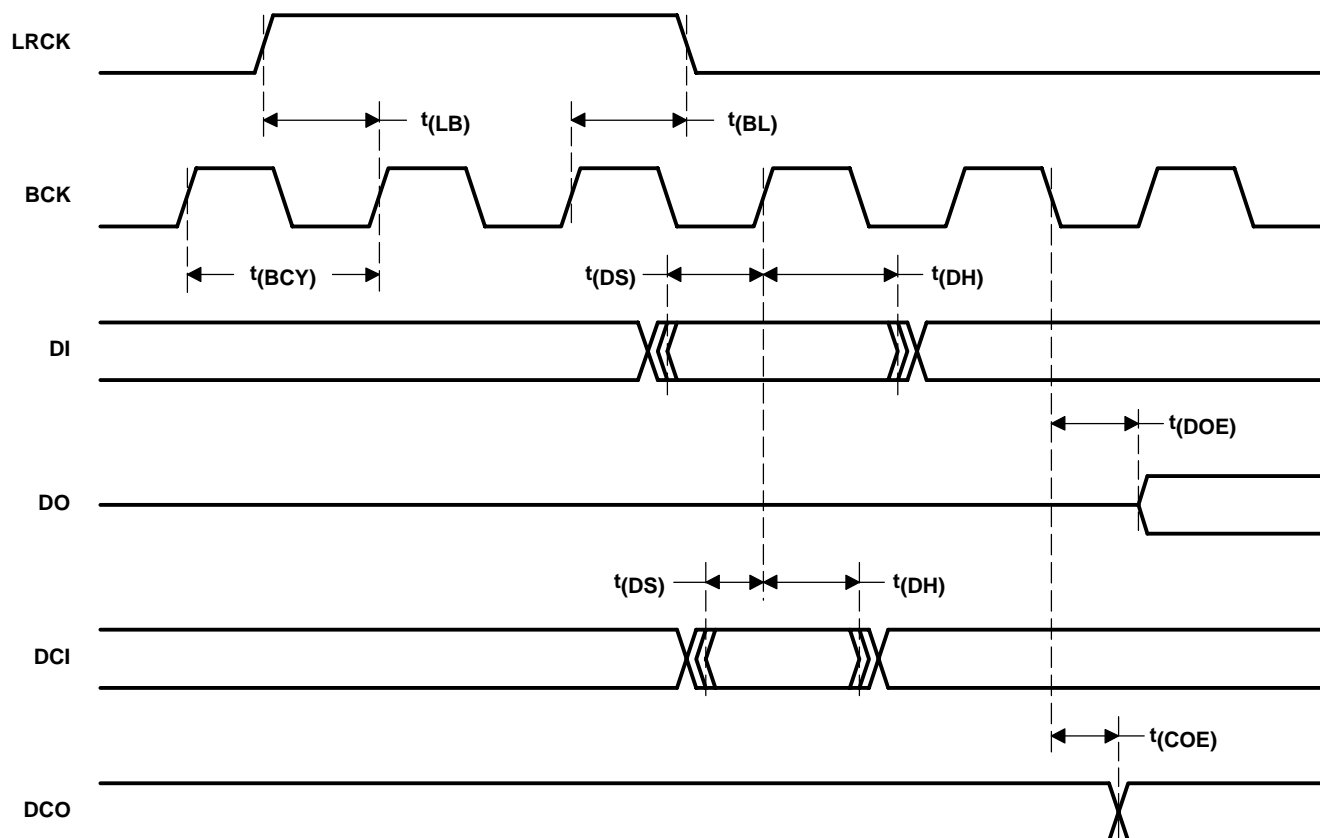 LRCK
t(LB)
t(BL)
BCK
t(BCY)
t(DS)
t(DH)
DI
t(DOE)
DO
t(DS)
t(DH)
DCI
t(COE)
DCO